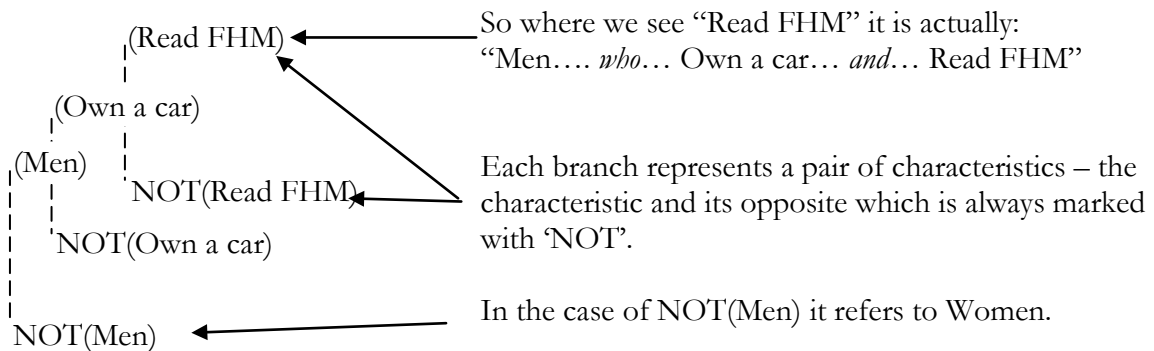 (Read FHM)
So where we see “Read FHM” it is actually:
“Men…. who… Own a car… and… Read FHM”
(Own a car)
(Men)
NOT(Read FHM)
Each branch represents a pair of characteristics – the
characteristic and its opposite which is always marked
with ‘NOT’.
NOT(Own a car)
NOT(Men)
In the case of NOT(Men) it refers to Women.